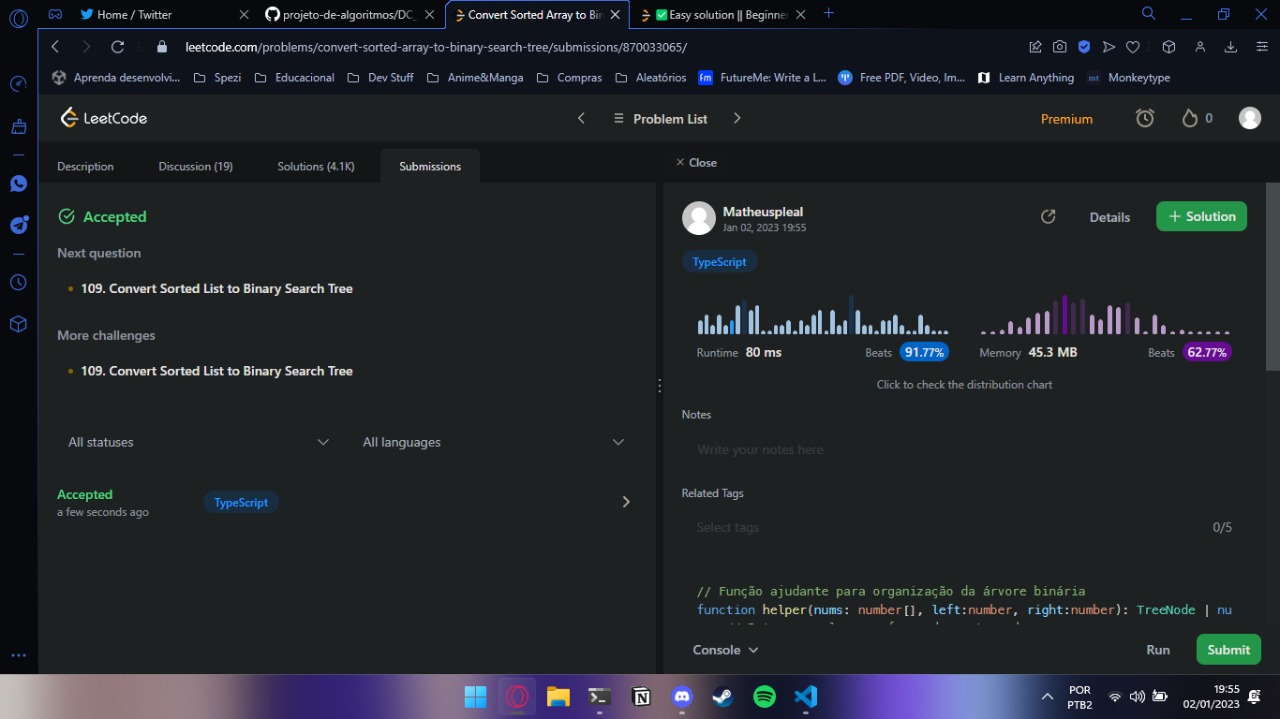 Home / Twitter
projeto-de-algoritmos/DC_
Convert Sorted Array to Bin
Easy solution || Beginner
leetcode.com/problems/convert-sorted-array-to-binary-search-tree/submissions/870033065/
Aprenda desenvolvi... Spezi Educacional Dev Stuff Anime&Manga Compras Aleatórios FutureMe: Write a L... Free PDF, Video, Im... Learn Anything Monkeytype
LeetCode
Problem List
Premium
0
Description Discussion (19) Solutions (4.1K) Submissions
Close
Accepted
Next question
109. Convert Sorted List to Binary Search Tree
More challenges
109. Convert Sorted List to Binary Search Tree
All statuses All languages
Accepted
a few seconds ago
TypeScript
Matheuspleal
Jan 02, 2023 19:55
Details
+ Solution
TypeScript
Runtime 80 ms Beats 91.77%
Memory 45.3 MB Beats 62.77%
Click to check the distribution chart
Notes
Write your notes here
Related Tags
Select tags 0/5
// Função ajudante para organização da árvore binária
function helper(nums: number[], left:number, right:number): TreeNode | nu
Console Run Submit
POR
PTB2
19:55
02/01/2023